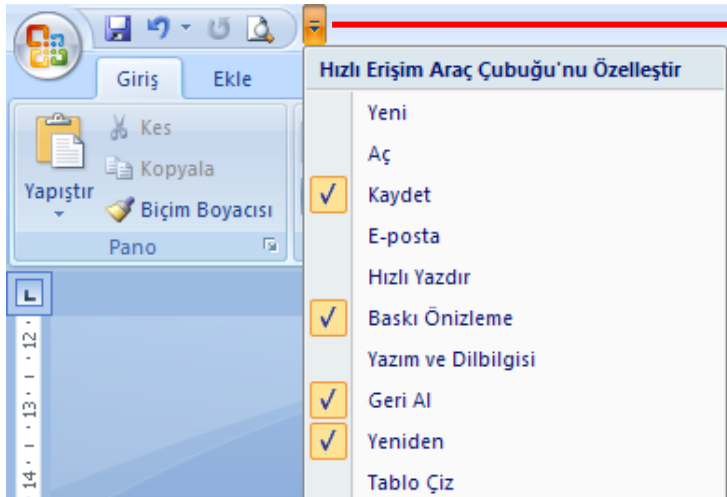 Giriş Ekle
Yapıştır
Kes
Kopyala
Biçim Boyacısı
Pano
Hızlı Erişim Araç Çubuğu'nu Özelleştir
Yeni
Aç
Kaydet
E-posta
Hızlı Yazdır
Baskı Önizleme
Yazım ve Dilbilgisi
Geri Al
Yeniden
Tablo Çiz
L
12
13
14